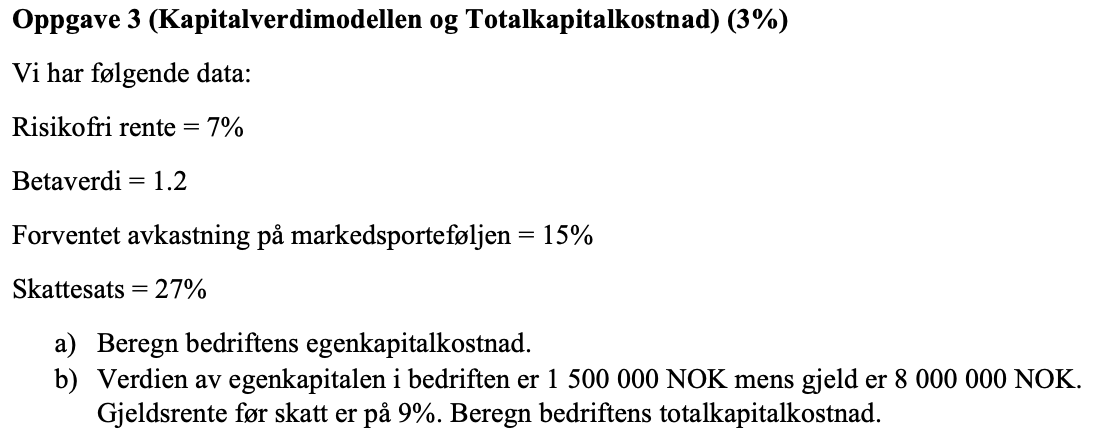 Oppgave 3 (Kapitalverdimodellen og Totalkapitalkostnad) (3%)
Vi har følgende data:
Risikofri rente = 7%
Betaverdi = 1.2
Forventet avkastning på markedsporteføljen = 15%
Skattesats = 27%
a) Beregn bedriftens egenkapitalkostnad.
b) Verdien av egenkapitalen i bedriften er 1 500 000 NOK mens gjeld er 8 000 000 NOK.
Gjeldsrente før skatt er på 9%. Beregn bedriftens totalkapitalkostnad.